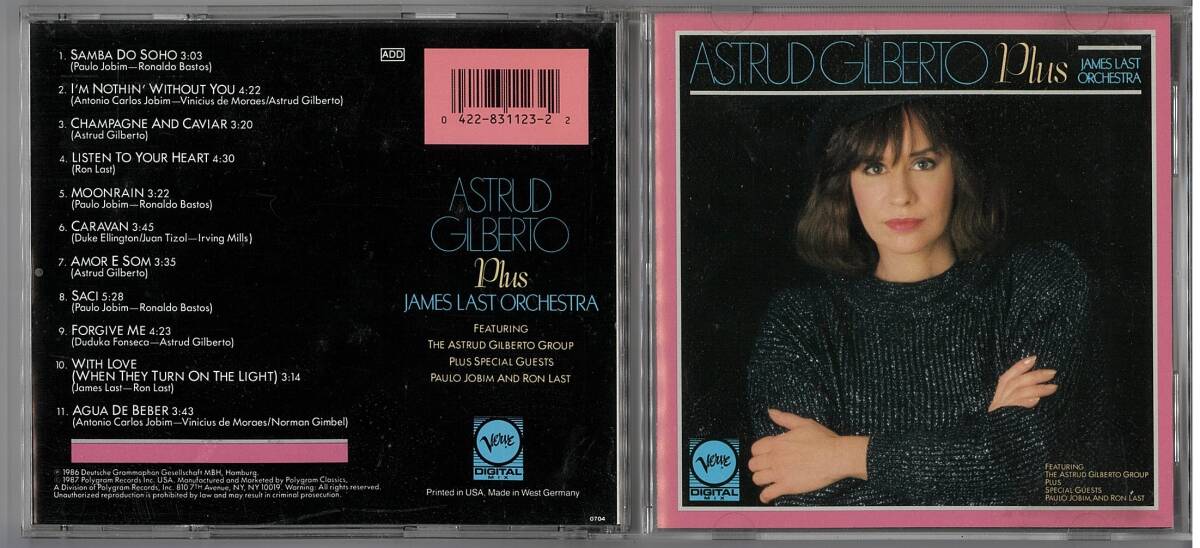 1. SAMBA DO SOHO 3:03
(Paulo Jobim—Ronaldo Bastos)
2. I'M NOTHIN' WITHOUT YOU 4:22
(Antonio Carlos Jobim—Vinicius de Moraes/Astrud Gilberto)
3. CHAMPAGNE AND CAVIAR 3:20
(Astrud Gilberto)
4. LISTEN TO YOUR HEART 4:30
(Ron Last)
5. MOONRAIN 3:22
(Paulo Jobim—Ronaldo Bastos)
6. CARAVAN 3:45
(Duke Ellington/Juan Tizol—Irving Mills)
7. AMOR E SOM 3:35
(Astrud Gilberto)
8. SACI 5:28
(Paulo Jobim—Ronaldo Bastos)
9. FORGIVE ME 4:23
(Duduka Fonseca—Astrud Gilberto)
10. WITH LOVE
(WHEN THEY TURN ON THE LIGHT) 3:14
(James Last—Ron Last)
11. AGUA DE BEBER 3:43
(Antonio Carlos Jobim—Vinicius de Moraes/Norman Gimbel)
℗ 1986 Deutsche Grammophon Gesellschaft MBH, Hamburg.
© 1987 Polygram Records Inc. USA. Manufactured and Marketed by Polygram Classics,
A Division of Polygram Records, Inc. 810 7TH Avenue, NY, NY 10019. Warning: All rights reserved.
Unauthorized reproduction is prohibited by law and may result in criminal prosecution.
ADD
0 422-831123-2 2
ASTRUD
GILBERTO
Plus
JAMES LAST ORCHESTRA
FEATURING
THE ASTRUD GILBERTO GROUP
PLUS SPECIAL GUESTS
PAULO JOBIM AND RON LAST
Verve
DIGITAL
MIX
Printed in USA, Made in West Germany
0704
ASTRUD GILBERTO Plus JAMES LAST
ORCHESTRA
Verve
DIGITAL
MIX
FEATURING
THE ASTRUD GILBERTO GROUP
PLUS
SPECIAL GUESTS
PAULO JOBIM, AND RON LAST